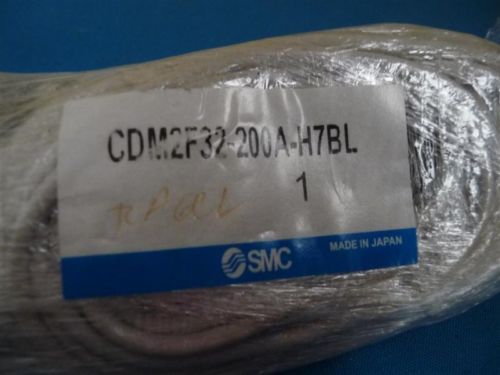 CDM2F32-200A-H7BL
1
SMC
MADE IN JAPAN